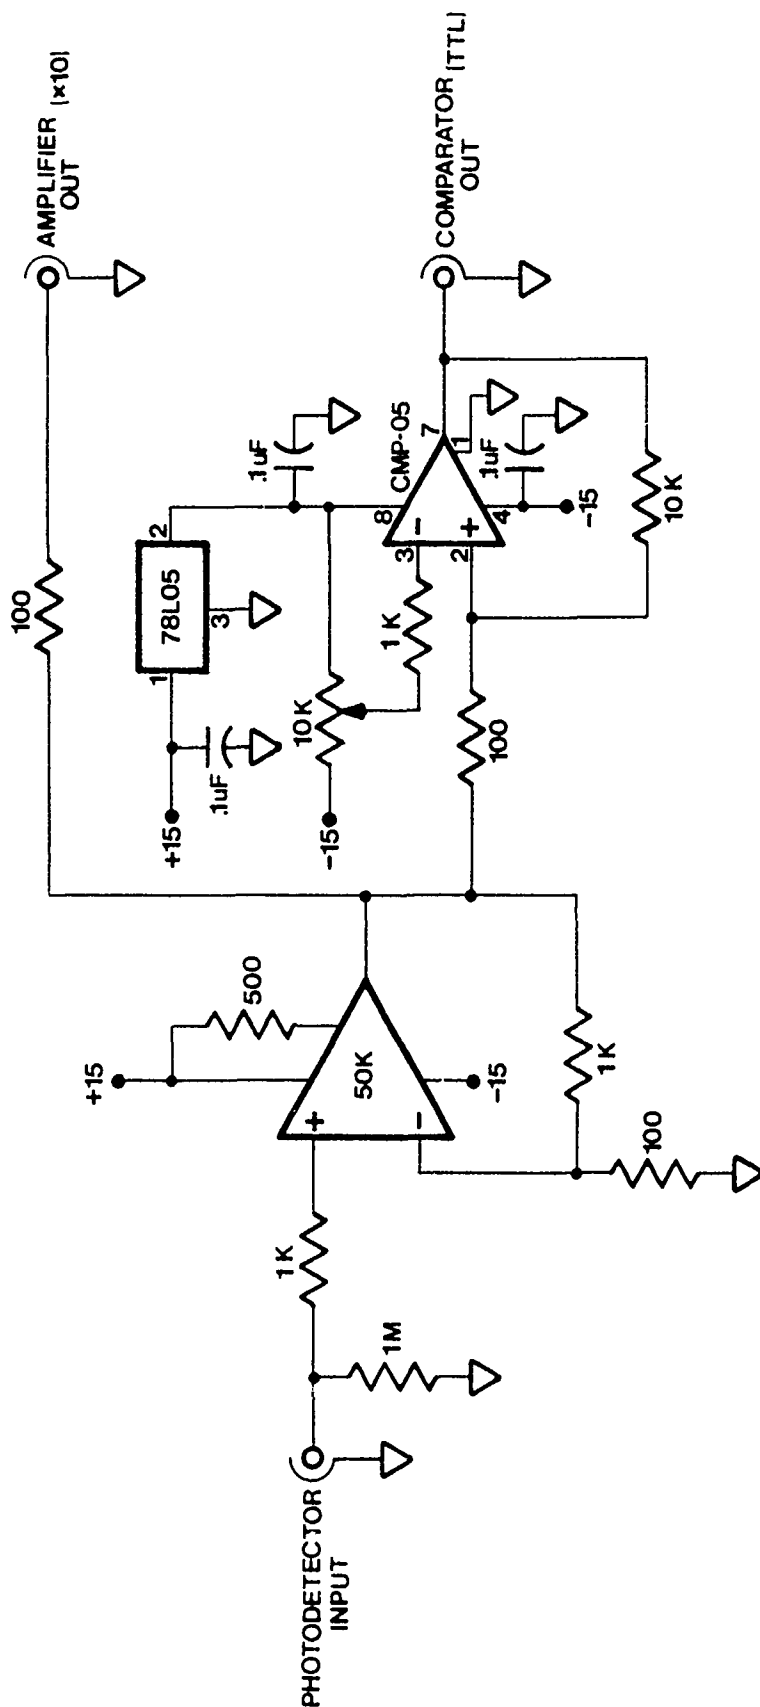 PHOTODETECTOR
INPUT
1M
1K
+15
500
+
50K
−
−15
1K
100
100
AMPLIFIER (x10)
OUT
+15
.1uF
1
78L05
2
3
.1uF
−15
10K
1K
8
3
−
CMP-05
2
+
7
1
4
.1uF
−15
100
10K
COMPARATOR (TTL)
OUT